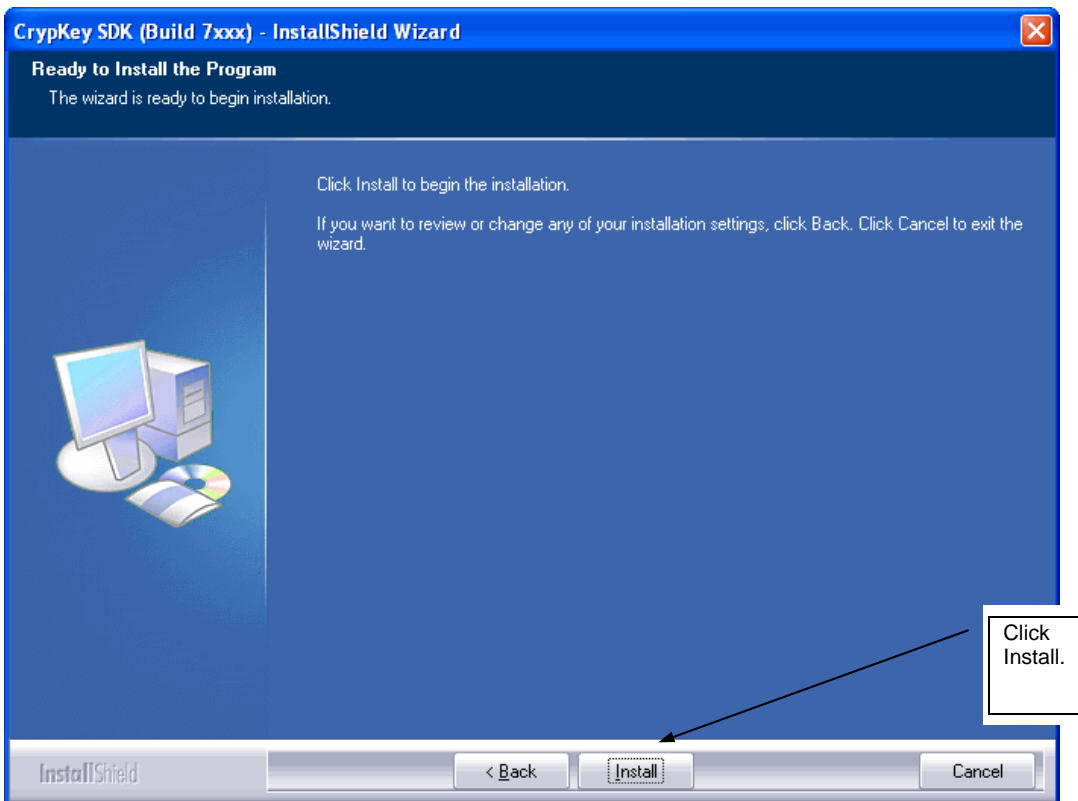 CrypKey SDK (Build 7xxx) - InstallShield Wizard
Ready to Install the Program
The wizard is ready to begin installation.
Click Install to begin the installation.
If you want to review or change any of your installation settings, click Back. Click Cancel to exit the
wizard.
Click
Install.
InstallShield
< Back
Install
Cancel